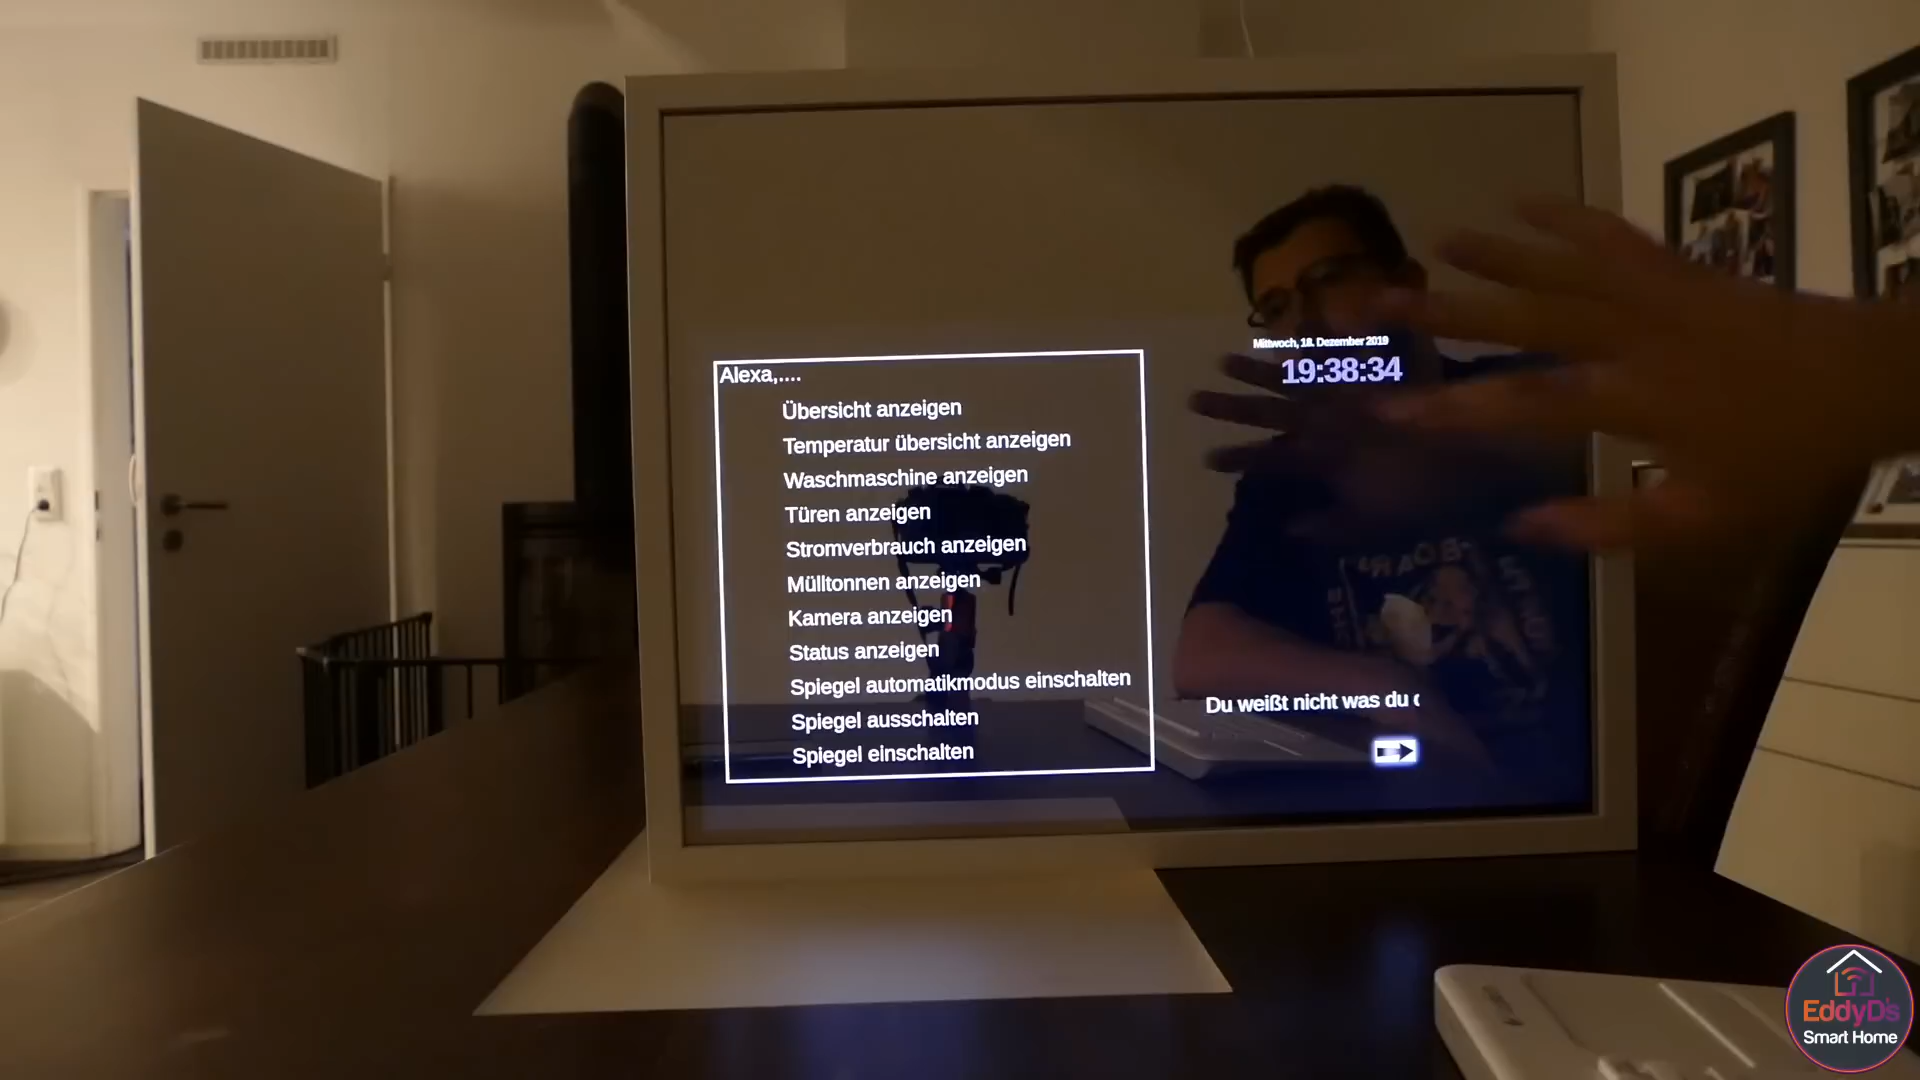 Alexa,....
Übersicht anzeigen
Temperatur übersicht anzeigen
Waschmaschine anzeigen
Türen anzeigen
Stromverbrauch anzeigen
Mülltonnen anzeigen
Kamera anzeigen
Status anzeigen
Spiegel automatikmodus einschalten
Spiegel ausschalten
Spiegel einschalten
Mittwoch, 18. Dezember 2019
19:38:34
Du weißt nicht was du
EddyD's
Smart Home